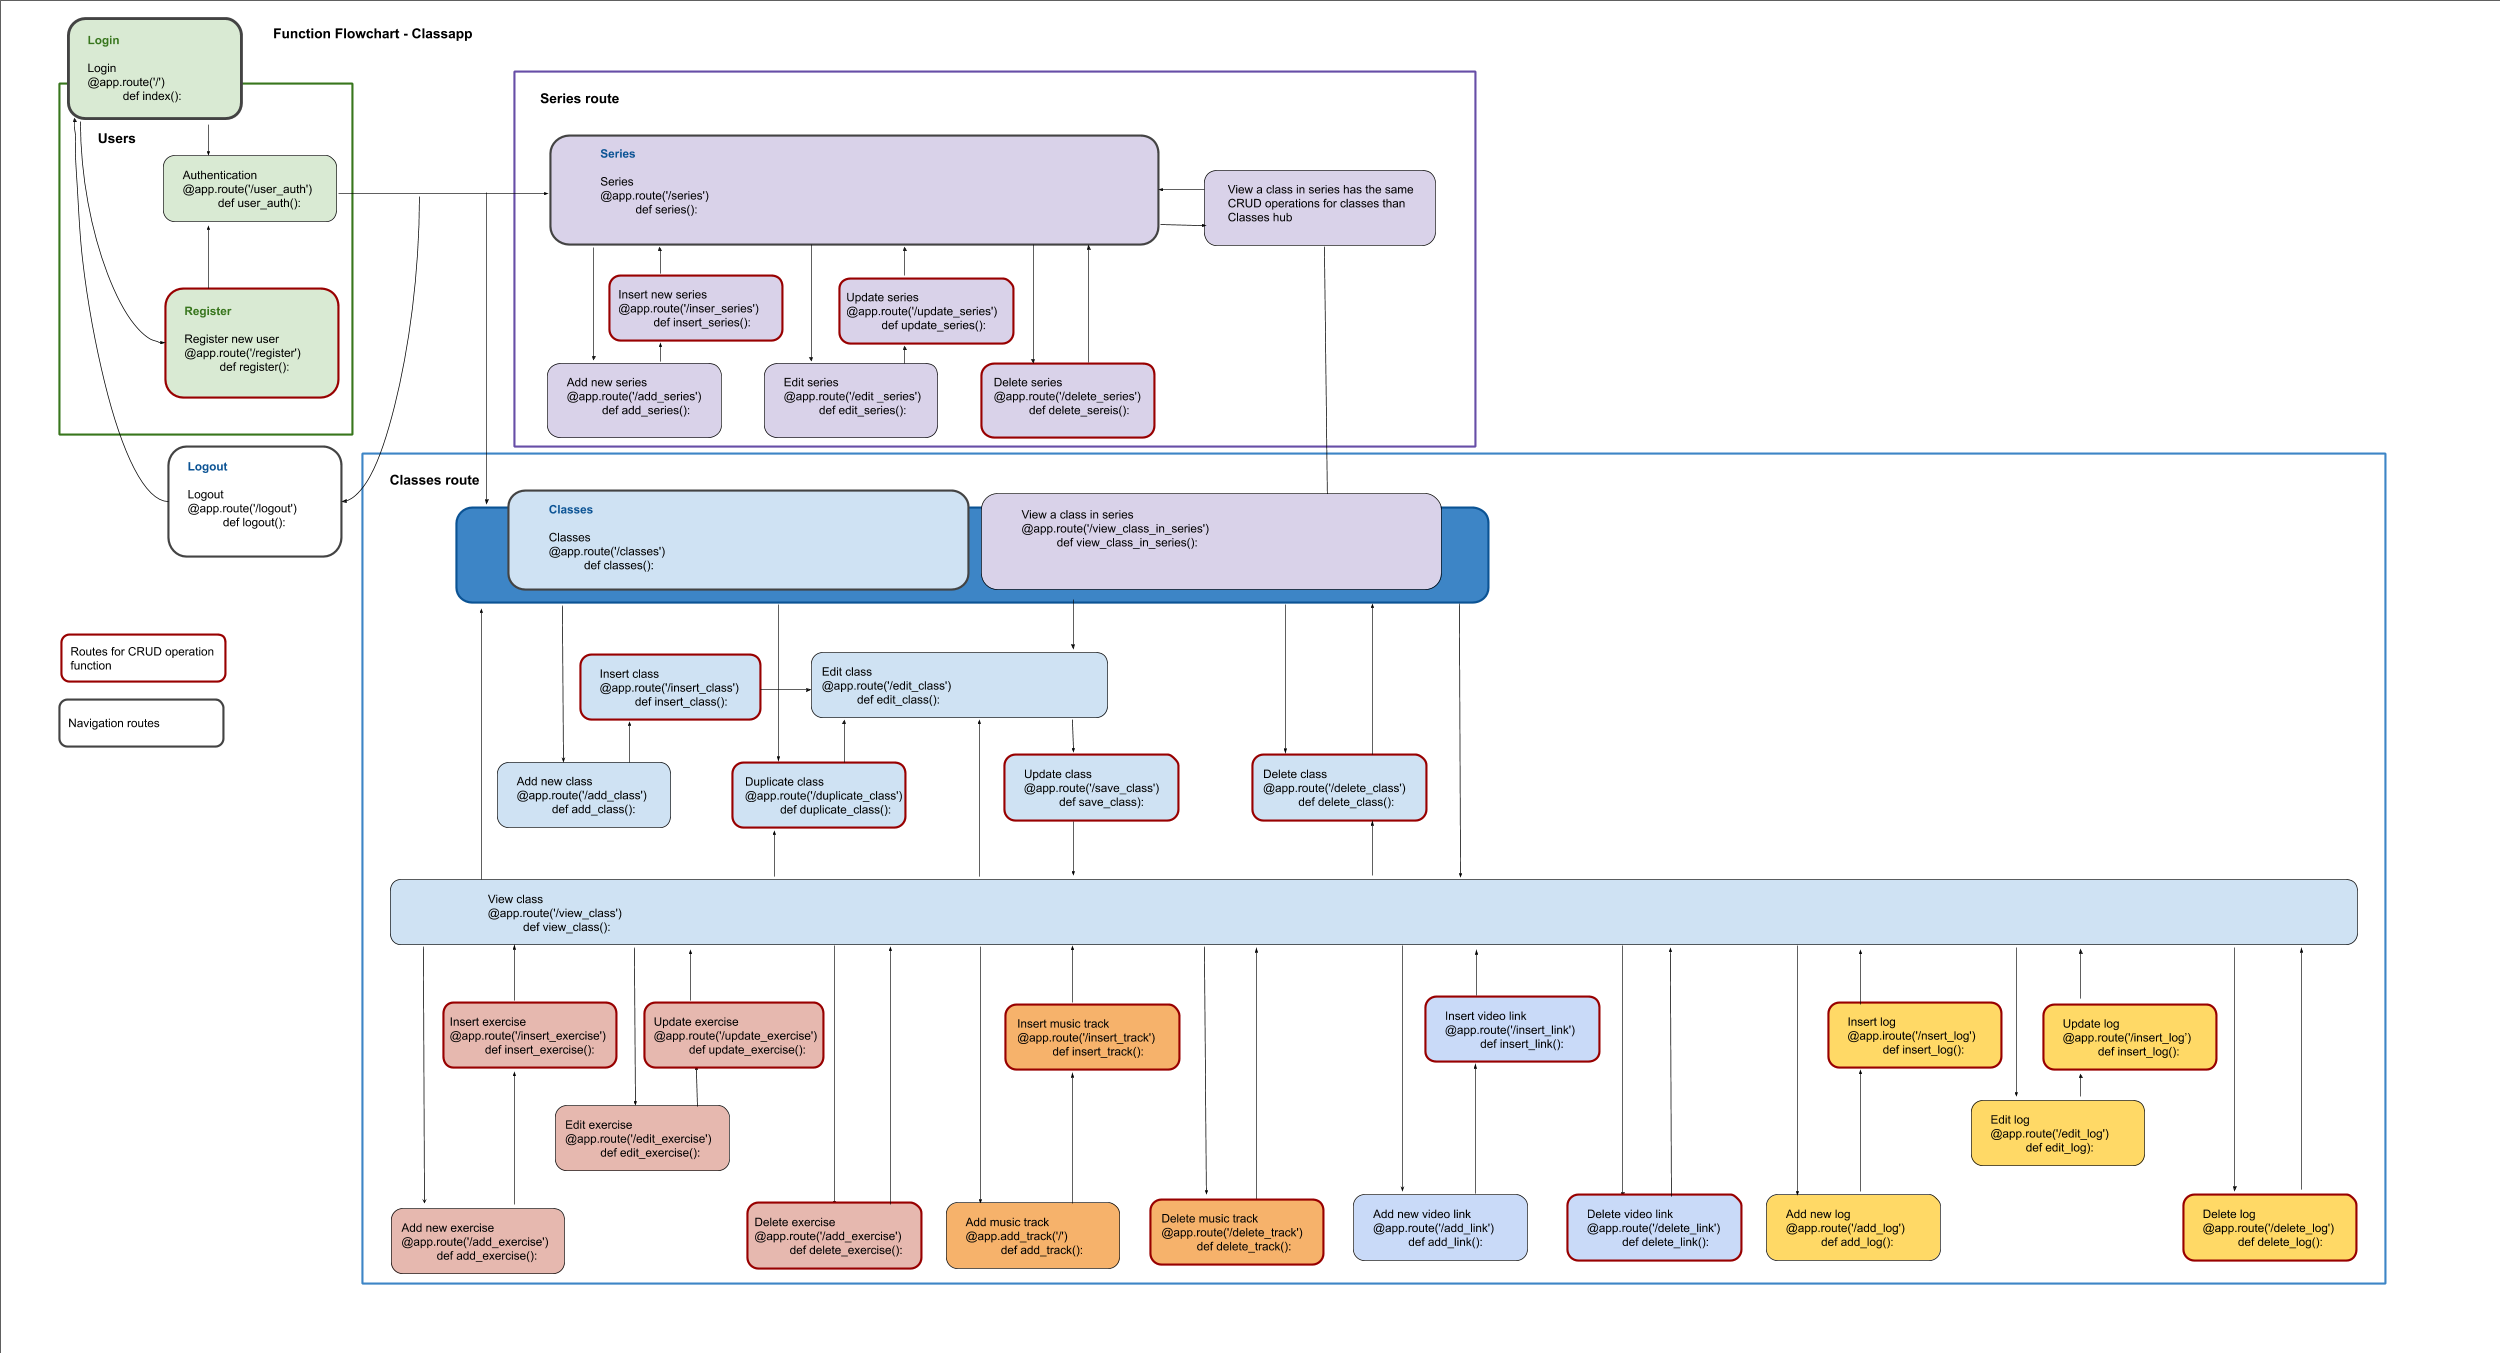 Function Flowchart - Classapp
Login
Login
@app.route('/')
def index():
Users
Authentication
@app.route('/user_auth')
def user_auth():
Register
Register new user
@app.route('/register')
def register():
Logout
Logout
@app.route('/logout')
def logout():
Routes for CRUD operation
function
Navigation routes
Series route
Series
Series
@app.route('/series')
def series():
View a class in series has the same
CRUD operations for classes than
Classes hub
Insert new series
@app.route('/inser_series')
def insert_series():
Update series
@app.route('/update_series')
def update_series():
Add new series
@app.route('/add_series')
def add_series():
Edit series
@app.route('/edit _series')
def edit_series():
Delete series
@app.route('/delete_series')
def delete_sereis():
Classes route
Classes
Classes
@app.route('/classes')
def classes():
View a class in series
@app.route('/view_class_in_series')
def view_class_in_series():
Insert class
@app.route('/insert_class')
def insert_class():
Edit class
@app.route('/edit_class')
def edit_class():
Add new class
@app.route('/add_class')
def add_class():
Duplicate class
@app.route('/duplicate_class')
def duplicate_class():
Update class
@app.route('/save_class')
def save_class):
Delete class
@app.route('/delete_class')
def delete_class():
View class
@app.route('/view_class')
def view_class():
Insert exercise
@app.route('/insert_exercise')
def insert_exercise():
Update exercise
@app.route('/update_exercise')
def update_exercise():
Insert music track
@app.route('/insert_track')
def insert_track():
Insert video link
@app.route('/insert_link')
def insert_link():
Insert log
@app.route('/nsert_log')
def insert_log():
Update log
@app.route('/insert_log')
def insert_log():
Edit exercise
@app.route('/edit_exercise')
def edit_exercise():
Edit log
@app.route('/edit_log')
def edit_log):
Add new exercise
@app.route('/add_exercise')
def add_exercise():
Delete exercise
@app.route('/add_exercise')
def delete_exercise():
Add music track
@app.add_track('/')
def add_track():
Delete music track
@app.route('/delete_track')
def delete_track():
Add new video link
@app.route('/add_link')
def add_link():
Delete video link
@app.route('/delete_link')
def delete_link():
Add new log
@app.route('/add_log')
def add_log():
Delete log
@app.route('/delete_log')
def delete_log():